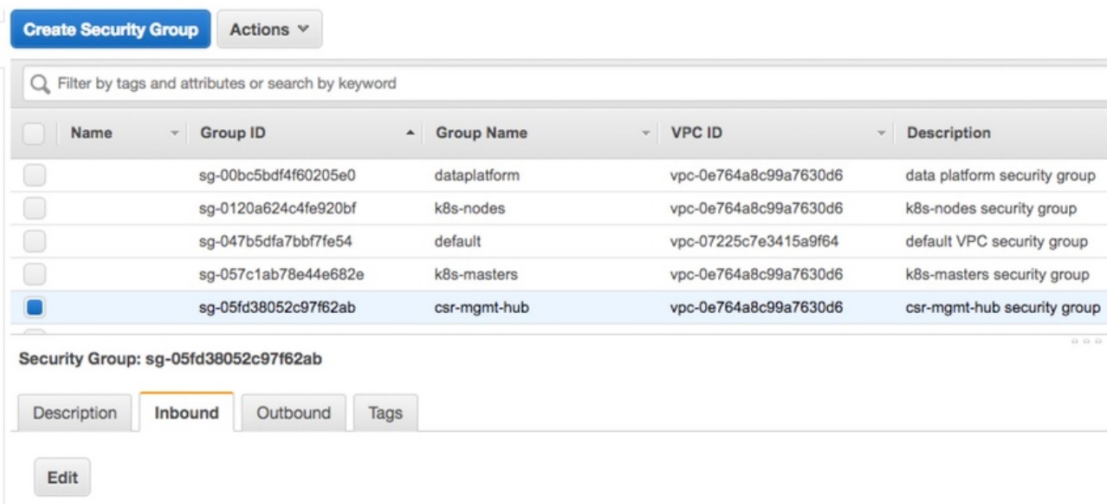 Create Security Group Actions
Filter by tags and attributes or search by keyword
Name Group ID Group Name VPC ID Description
sg-00bc5bdf4f60205e0 dataplatform vpc-0e764a8c99a7630d6 data platform security group
sg-0120a624c4fe920bf k8s-nodes vpc-0e764a8c99a7630d6 k8s-nodes security group
sg-047b5dfa7bbf7fe54 default vpc-07225c7e3415a9f64 default VPC security group
sg-057c1ab78e44e682e k8s-masters vpc-0e764a8c99a7630d6 k8s-masters security group
sg-05fd38052c97f62ab csr-mgmt-hub vpc-0e764a8c99a7630d6 csr-mgmt-hub security group
Security Group: sg-05fd38052c97f62ab
Description Inbound Outbound Tags
Edit